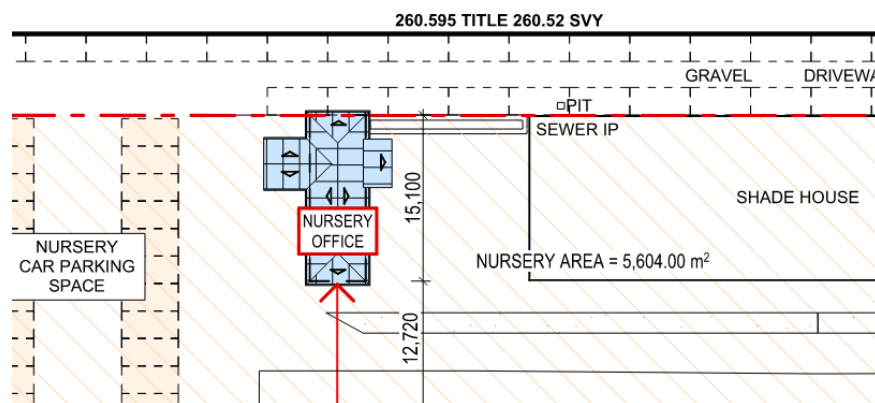 260.595 TITLE 260.52 SVY
GRAVEL DRIVEWA
PIT
SEWER IP
15,100
SHADE HOUSE
NURSERY
OFFICE
NURSERY
CAR PARKING
SPACE
NURSERY AREA = 5,604.00 m²
12,720